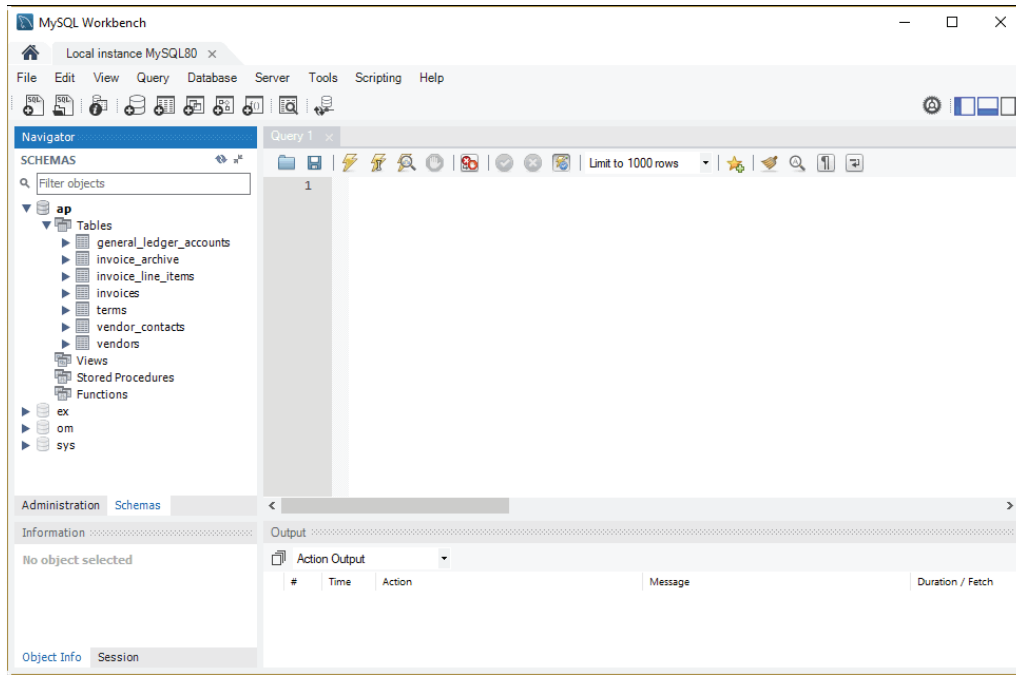 MySQL Workbench
Local instance MySQL80 ×
File Edit View Query Database Server Tools Scripting Help
Navigator
SCHEMAS
Filter objects
ap
Tables
general_ledger_accounts
invoice_archive
invoice_line_items
invoices
terms
vendor_contacts
vendors
Views
Stored Procedures
Functions
ex
om
sys
Administration Schemas
Information
No object selected
Object Info Session
Query 1 ×
Limit to 1000 rows
1
Output
Action Output
# Time Action Message Duration / Fetch